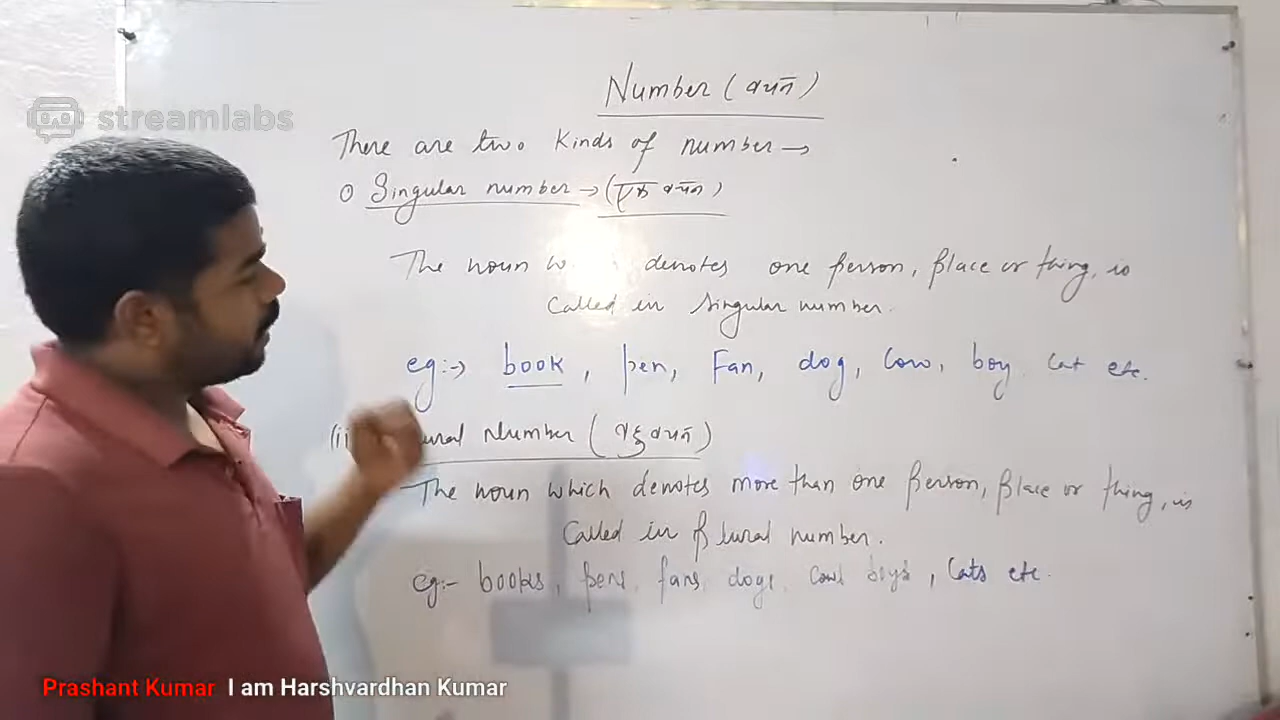 streamlabs
Number (वचन)
There are two kinds of number →
Singular number → (एक वचन)
The noun denotes one person, place or thing, is
called in singular number.
eg:→ book, pen, Fan, dog, Cow, boy, Cat etc.
(ii) Number (बहुवचन)
The noun which denotes more than one person, place or thing, is
called in plural number.
eg:- books, pens, fans, dogs, cows boys, Cats etc.
Prashant Kumar I am Harshvardhan Kumar